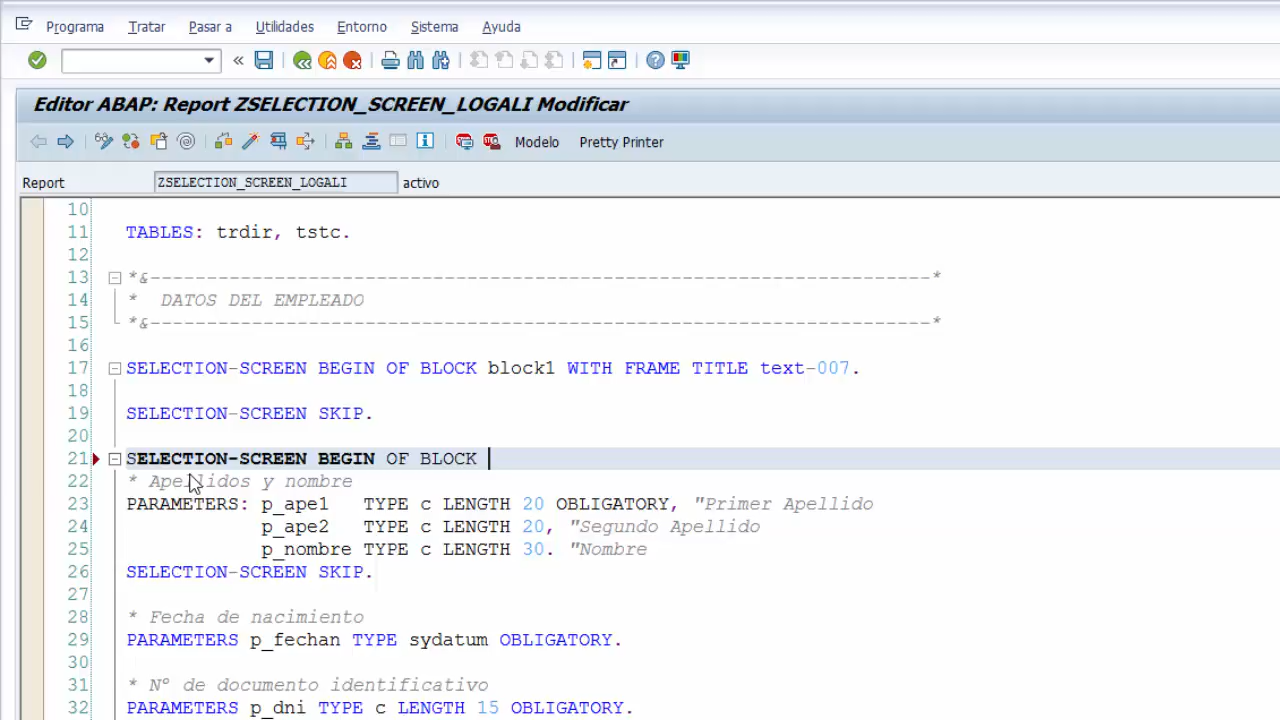 Programa Tratar Pasar a Utilidades Entorno Sistema Ayuda
Editor ABAP: Report ZSELECTION_SCREEN_LOGALI Modificar
Modelo Pretty Printer
Report ZSELECTION_SCREEN_LOGALI activo
10
11 TABLES: trdir, tstc.
12
13 *&---------------------------------------------------------------------*
14 * DATOS DEL EMPLEADO
15 *&---------------------------------------------------------------------*
16
17 SELECTION-SCREEN BEGIN OF BLOCK block1 WITH FRAME TITLE text-007.
18
19 SELECTION-SCREEN SKIP.
20
21 SELECTION-SCREEN BEGIN OF BLOCK
22 * Apellidos y nombre
23 PARAMETERS: p_ape1 TYPE c LENGTH 20 OBLIGATORY, "Primer Apellido
24 p_ape2 TYPE c LENGTH 20, "Segundo Apellido
25 p_nombre TYPE c LENGTH 30. "Nombre
26 SELECTION-SCREEN SKIP.
27
28 * Fecha de nacimiento
29 PARAMETERS p_fechan TYPE sydatum OBLIGATORY.
30
31 * Nº de documento identificativo
32 PARAMETERS p_dni TYPE c LENGTH 15 OBLIGATORY.